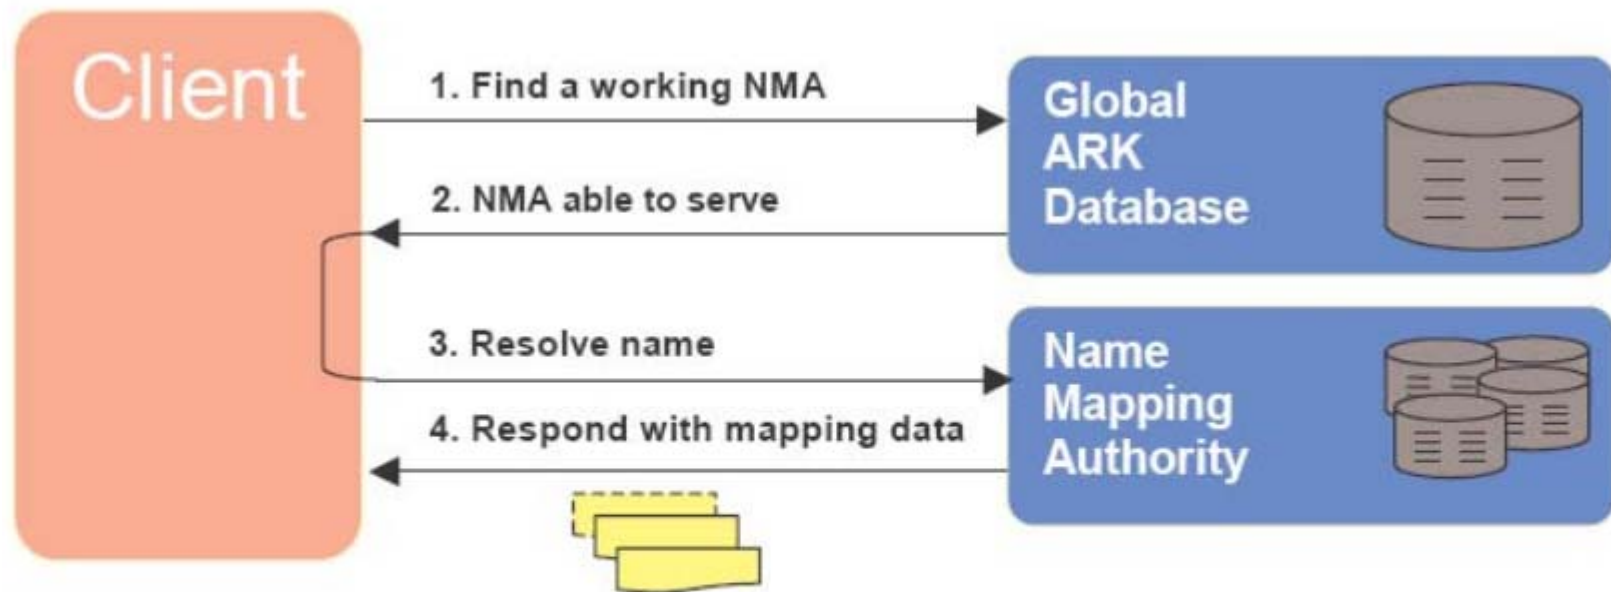 Client
1. Find a working NMA
Global
ARK
Database
2. NMA able to serve
3. Resolve name
Name
Mapping
Authority
4. Respond with mapping data